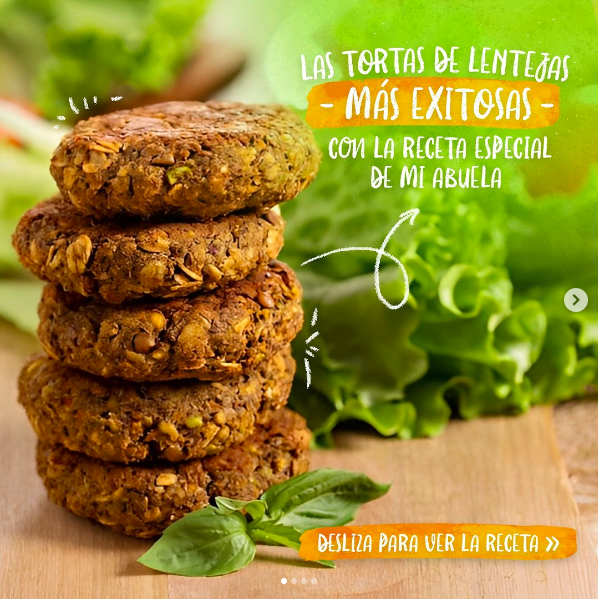 LAS TORTAS DE LENTEJAS
- MÁS EXITOSAS -
CON LA RECETA ESPECIAL
DE MI ABUELA
DESLIZA PARA VER LA RECETA »